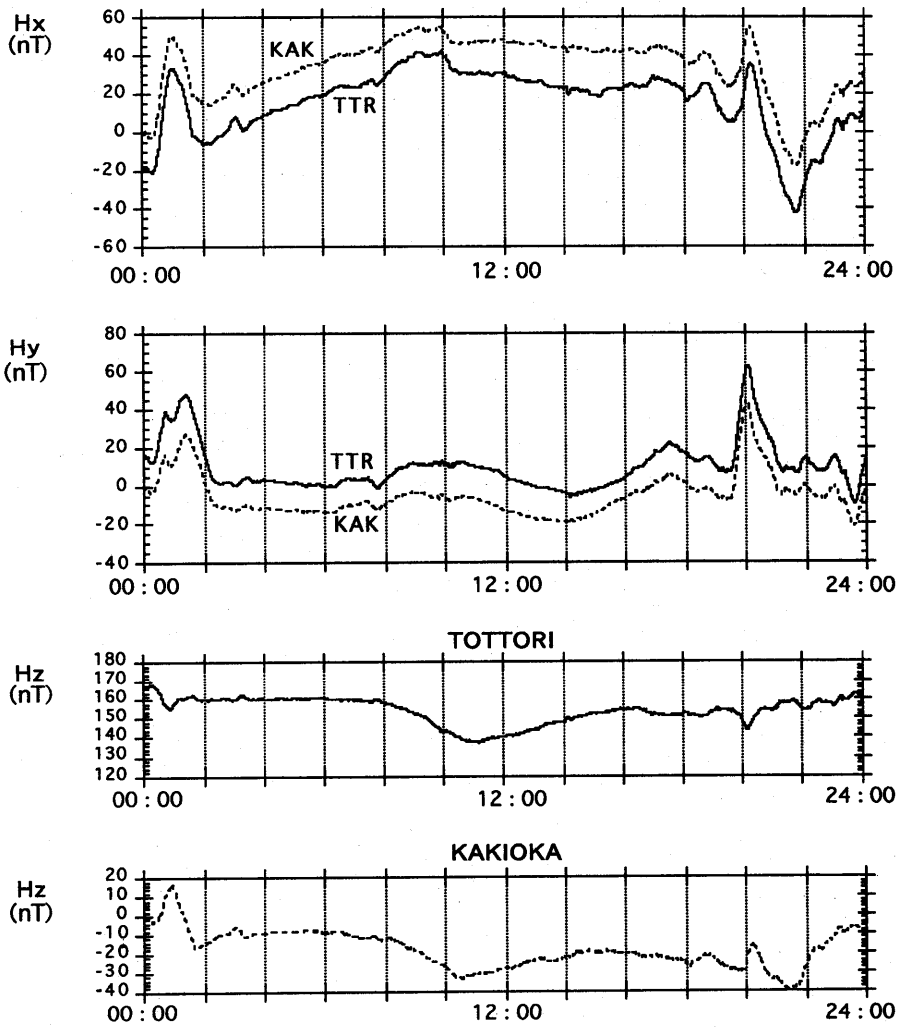 Hx
(nT)
60
40
20
0
-20
-40
-60
KAK
TTR
00 : 00
12 : 00
24 : 00
Hy
(nT)
80
60
40
20
0
-20
-40
TTR
KAK
00 : 00
12 : 00
24 : 00
TOTTORI
Hz
(nT)
180
170
160
150
140
130
120
00 : 00
12 : 00
24 : 00
KAKIOKA
Hz
(nT)
20
10
0
-10
-20
-30
-40
00 : 00
12 : 00
24 : 00